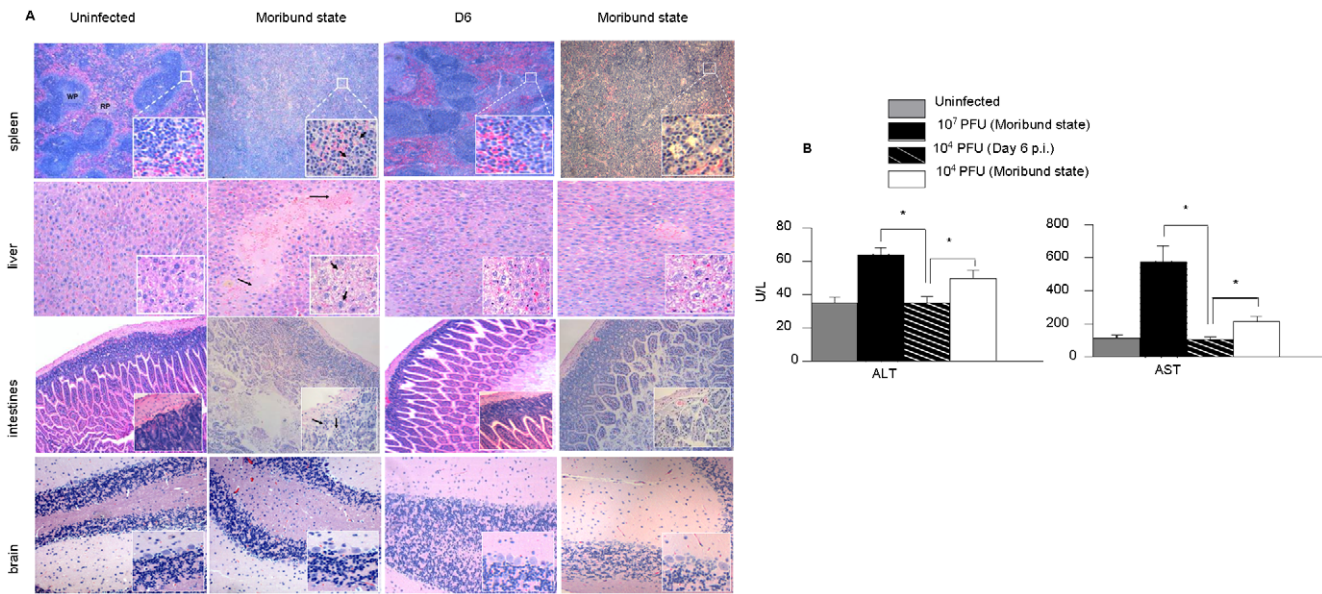 A
Uninfected
Moribund state
D6
Moribund state
spleen
WP
RP
liver
intestines
brain
B
Uninfected
10⁷ PFU (Moribund state)
10⁴ PFU (Day 6 p.i.)
10⁴ PFU (Moribund state)
U/L
80
60
40
20
0
*
*
ALT
800
600
400
200
0
*
*
AST